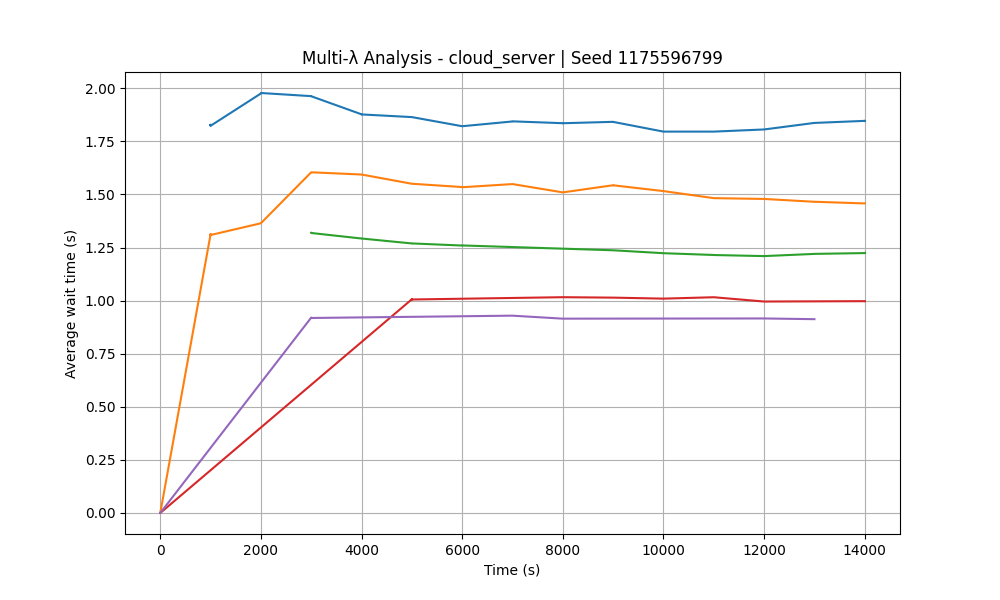 Multi-λ Analysis - cloud_server | Seed 1175596799
Average wait time (s)
2.00
1.75
1.50
1.25
1.00
0.75
0.50
0.25
0.00
0 2000 4000 6000 8000 10000 12000 14000
Time (s)